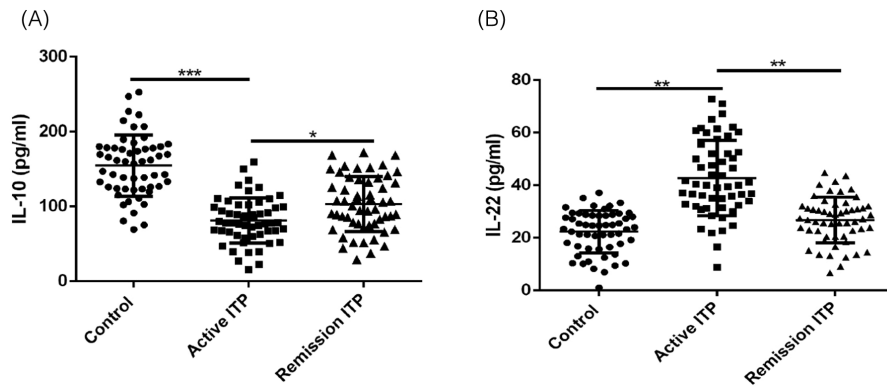 (A)
IL-10 (pg/ml)
300
200
100
0
***
*
Control
Active ITP
Remission ITP
(B)
IL-22 (pg/ml)
80
60
40
20
0
**
**
Control
Active ITP
Remission ITP